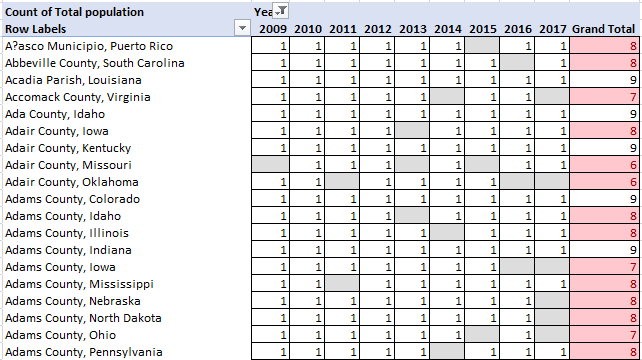 Count of Total population Yea
Row Labels 2009 2010 2011 2012 2013 2014 2015 2016 2017 Grand Total
A?asco Municipio, Puerto Rico 1 1 1 1 1 1 1 1 8
Abbeville County, South Carolina 1 1 1 1 1 1 1 1 8
Acadia Parish, Louisiana 1 1 1 1 1 1 1 1 1 9
Accomack County, Virginia 1 1 1 1 1 1 1 7
Ada County, Idaho 1 1 1 1 1 1 1 1 1 9
Adair County, Iowa 1 1 1 1 1 1 1 1 8
Adair County, Kentucky 1 1 1 1 1 1 1 1 1 9
Adair County, Missouri 1 1 1 1 1 1 6
Adair County, Oklahoma 1 1 1 1 1 1 6
Adams County, Colorado 1 1 1 1 1 1 1 1 1 9
Adams County, Idaho 1 1 1 1 1 1 1 1 8
Adams County, Illinois 1 1 1 1 1 1 1 1 8
Adams County, Indiana 1 1 1 1 1 1 1 1 1 9
Adams County, Iowa 1 1 1 1 1 1 1 7
Adams County, Mississippi 1 1 1 1 1 1 1 1 8
Adams County, Nebraska 1 1 1 1 1 1 1 1 8
Adams County, North Dakota 1 1 1 1 1 1 1 1 8
Adams County, Ohio 1 1 1 1 1 1 1 7
Adams County, Pennsylvania 1 1 1 1 1 1 1 1 8